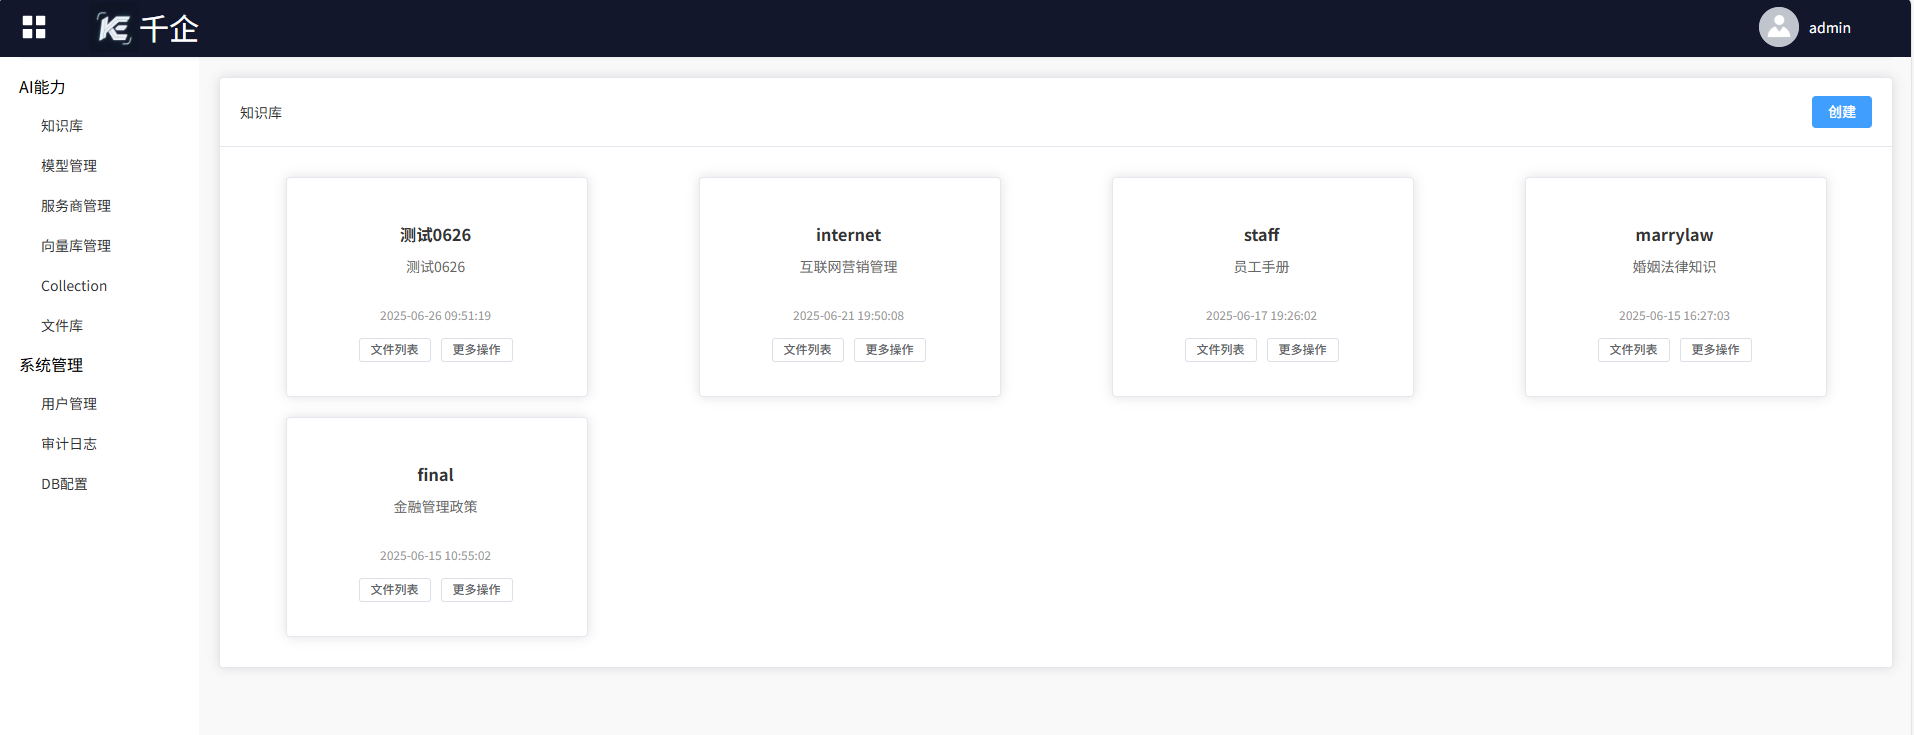 KE 千企
admin
AI能力
知识库
模型管理
服务商管理
向量库管理
Collection
文件库
系统管理
用户管理
审计日志
DB配置
知识库
创建
测试0626
测试0626
2025-06-26 09:51:19
文件列表 更多操作
internet
互联网营销管理
2025-06-21 19:50:08
文件列表 更多操作
staff
员工手册
2025-06-17 19:26:02
文件列表 更多操作
marrylaw
婚姻法律知识
2025-06-15 16:27:03
文件列表 更多操作
final
金融管理政策
2025-06-15 10:55:02
文件列表 更多操作